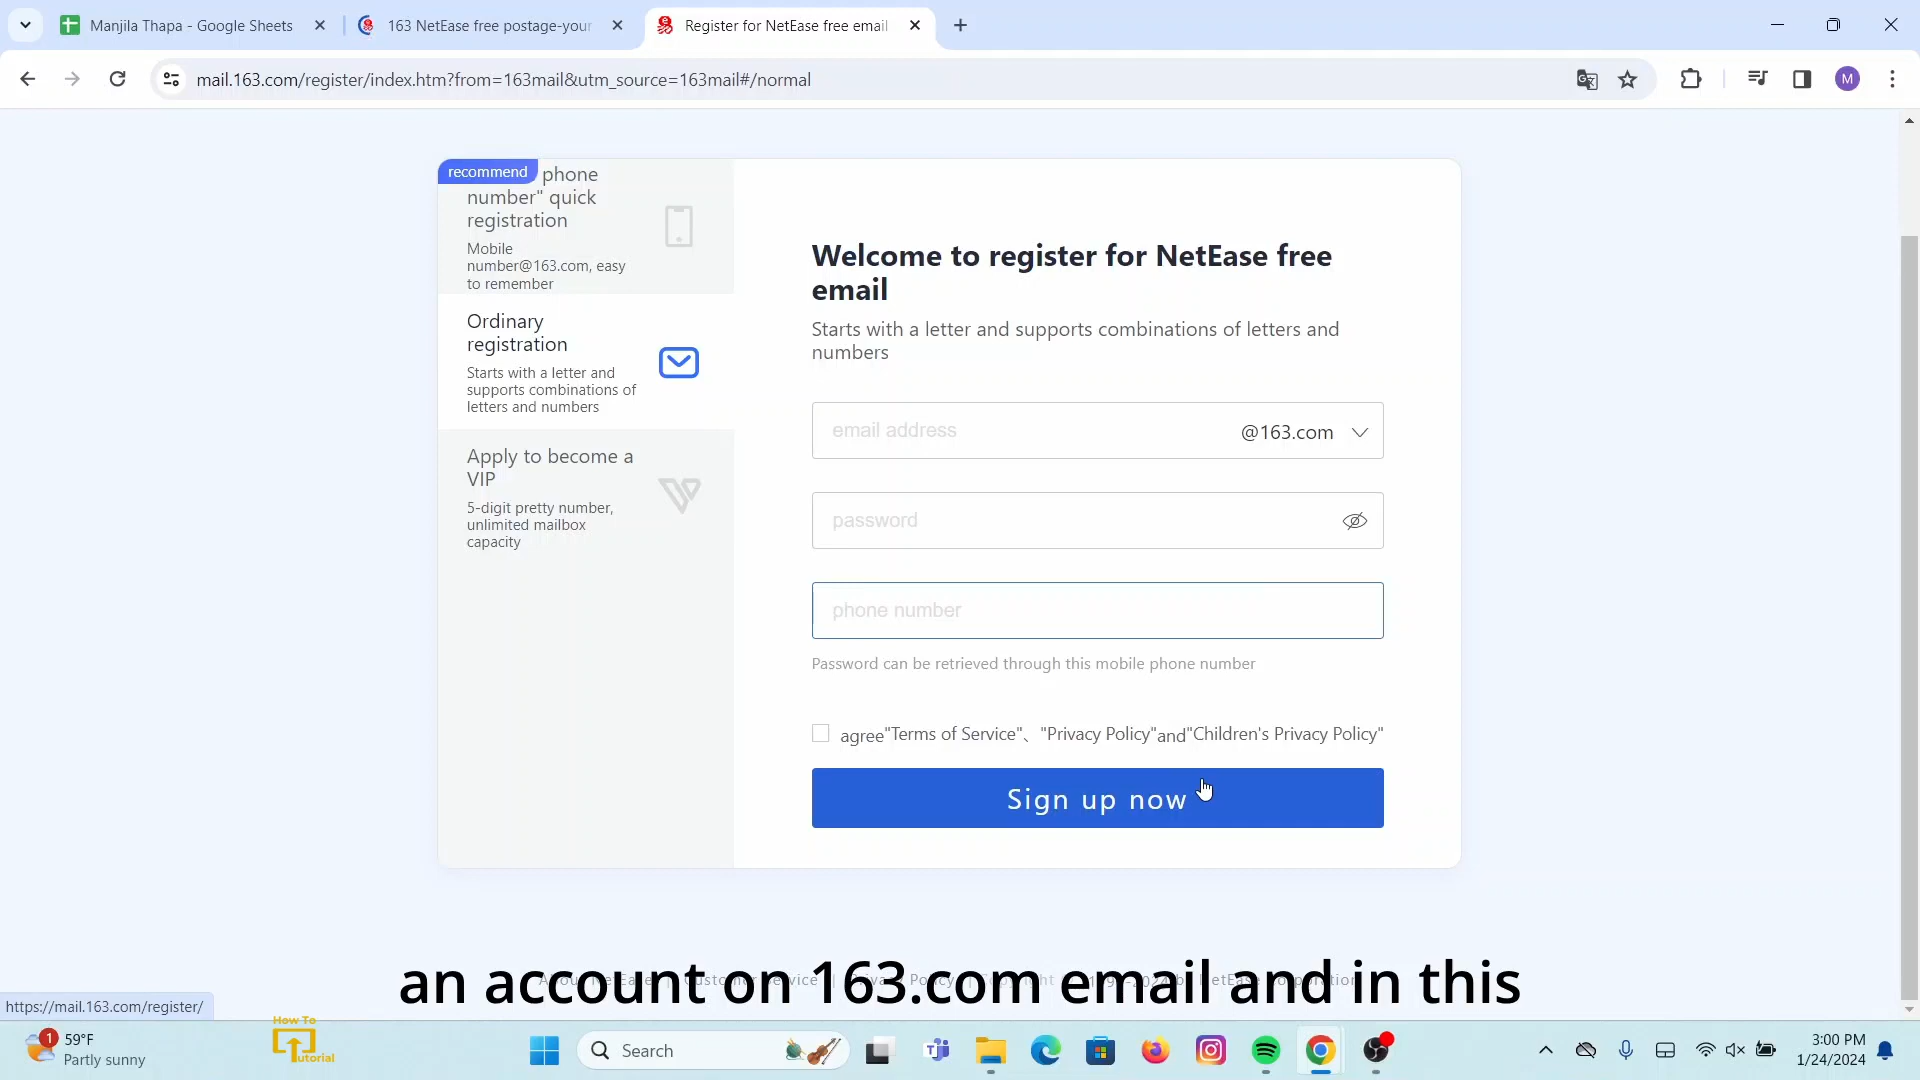 Manjila Thapa - Google Sheets
163 NetEase free postage-your
Register for NetEase free email
mail.163.com/register/index.htm?from=163mail&utm_source=163mail#/normal
M
recommend
phone
number" quick
registration
Mobile
number@163.com, easy
to remember
Ordinary
registration
Starts with a letter and
supports combinations of
letters and numbers
Apply to become a
VIP
5-digit pretty number,
unlimited mailbox
capacity
Welcome to register for NetEase free
email
Starts with a letter and supports combinations of letters and
numbers
email address
@163.com
password
phone number
Password can be retrieved through this mobile phone number
agree"Terms of Service"、"Privacy Policy"and"Children's Privacy Policy"
Sign up now
an account on 163.com email and in this
https://mail.163.com/register/
1
59°F
Partly sunny
How To
Tutorial
Search
3:00 PM
1/24/2024